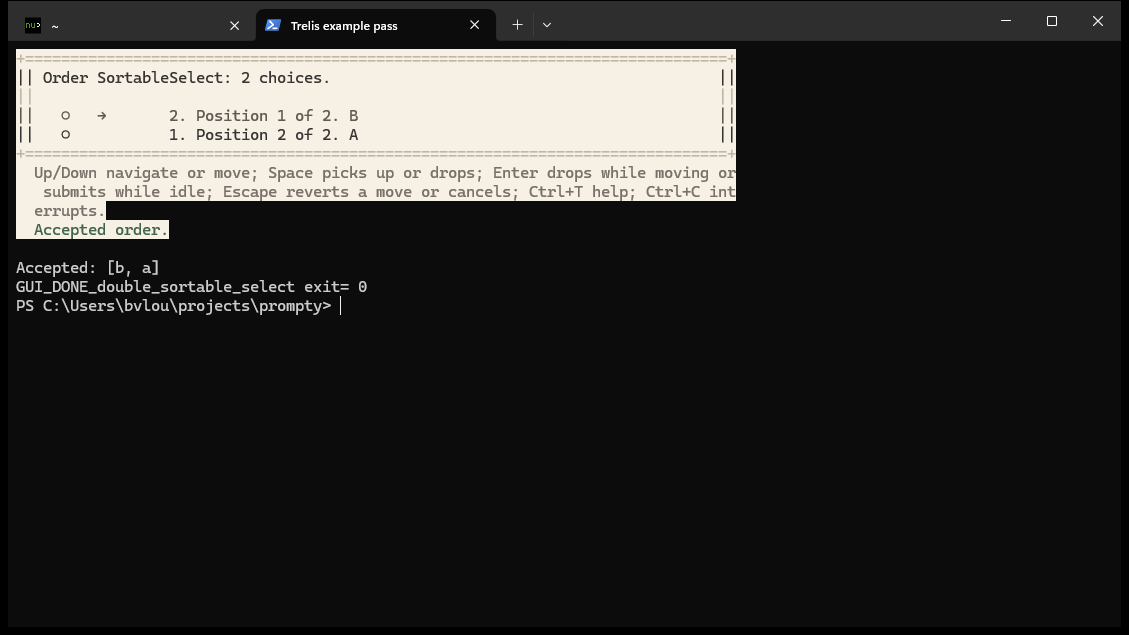 nu> ~
Trelis example pass
+==============================================================================+
|| Order SortableSelect: 2 choices. ||
|| ||
|| ○ → 2. Position 1 of 2. B ||
|| ○ 1. Position 2 of 2. A ||
+==============================================================================+
Up/Down navigate or move; Space picks up or drops; Enter drops while moving or
submits while idle; Escape reverts a move or cancels; Ctrl+T help; Ctrl+C int
errupts.
Accepted order.
Accepted: [b, a]
GUI_DONE_double_sortable_select exit= 0
PS C:\Users\bvlou\projects\prompty>